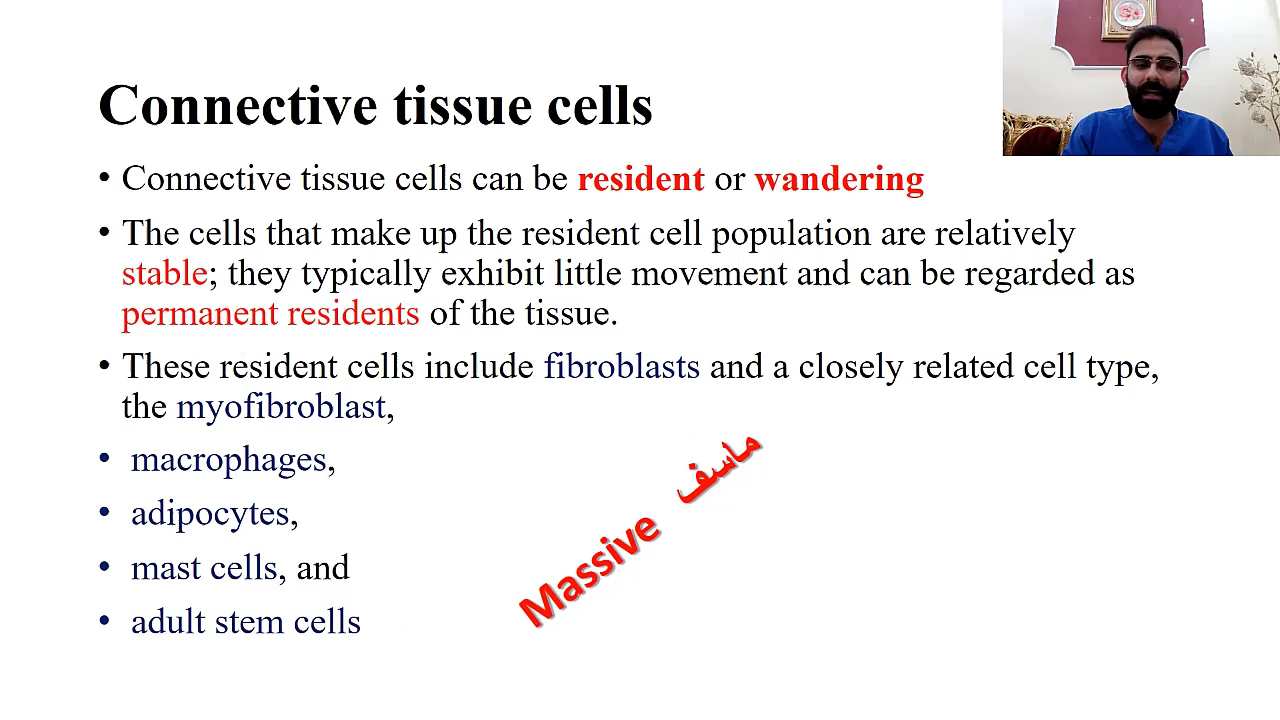 Connective tissue cells
• Connective tissue cells can be resident or wandering
• The cells that make up the resident cell population are relatively
stable; they typically exhibit little movement and can be regarded as
permanent residents of the tissue.
• These resident cells include fibroblasts and a closely related cell type,
the myofibroblast,
• macrophages,
• adipocytes,
• mast cells, and
• adult stem cells
Massive ماسف